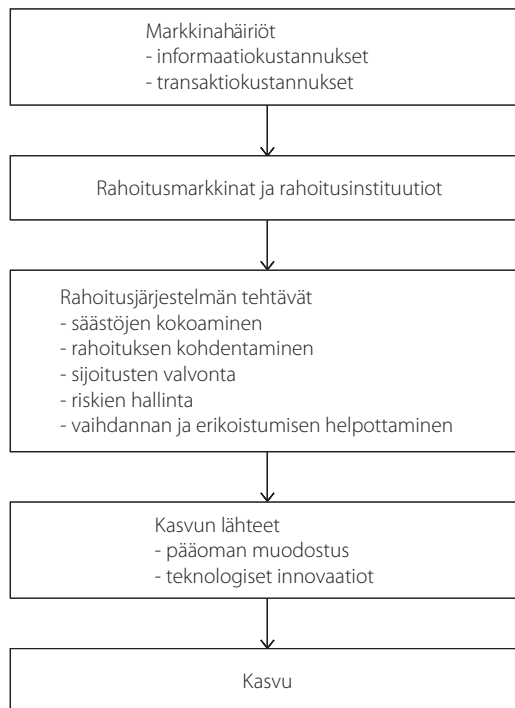 Markkinahäiriöt
- informaatiokustannukset
- transaktiokustannukset
Rahoitusmarkkinat ja rahoitusinstituutiot
Rahoitusjärjestelmän tehtävät
- säästöjen kokoaminen
- rahoituksen kohdentaminen
- sijoitusten valvonta
- riskien hallinta
- vaihdannan ja erikoistumisen helpottaminen
Kasvun lähteet
- pääoman muodostus
- teknologiset innovaatiot
Kasvu